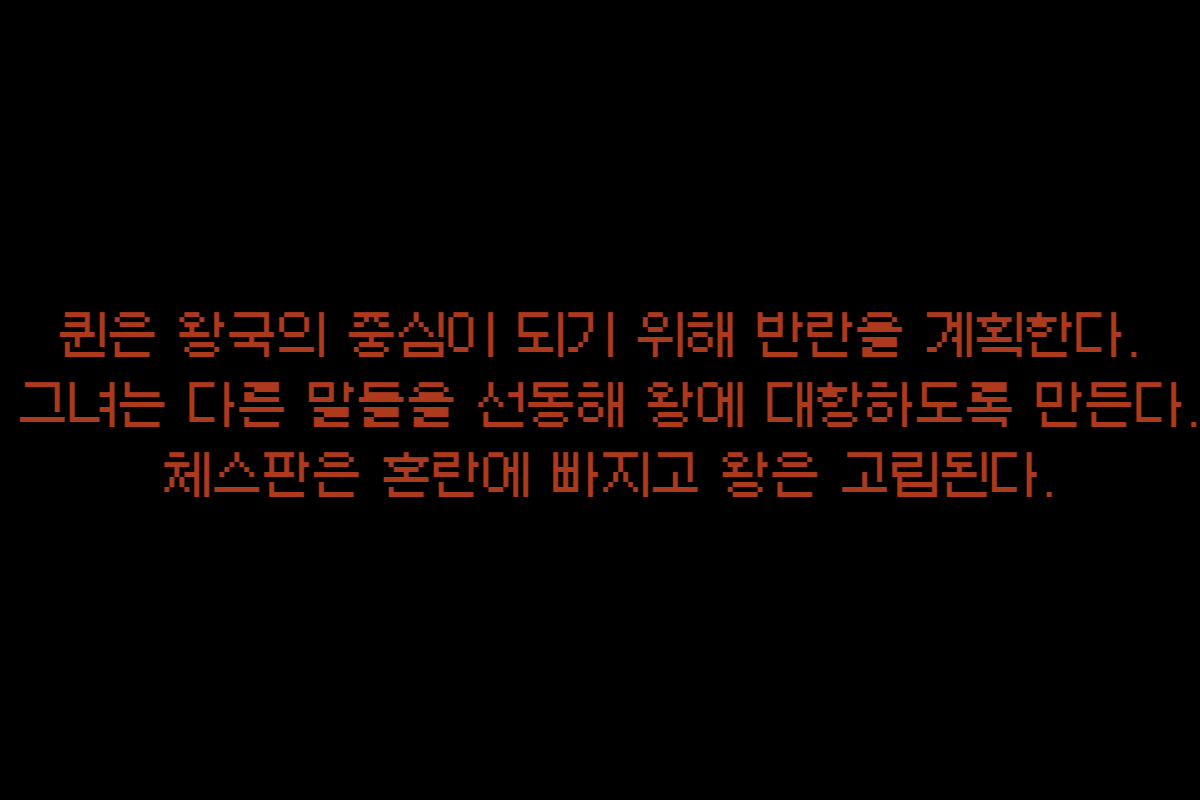 퀸은 왕국의 중심이 되기 위해 반란을 계획한다.
그녀는 다른 말들을 선동해 왕에 대항하도록 만든다.
체스판은 혼란에 빠지고 왕은 고립된다.